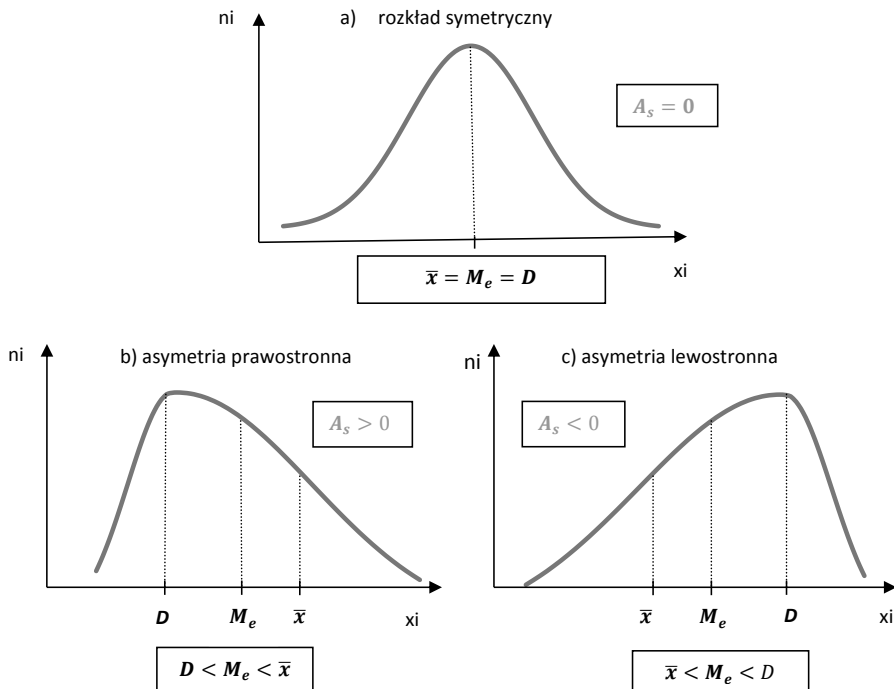 ni
a) rozkład symetryczny
A_s = 0
x̅ = M_e = D
xi
ni
b) asymetria prawostronna
A_s > 0
D M_e x̅ xi
D < M_e < x̅
ni
c) asymetria lewostronna
A_s < 0
x̅ M_e D xi
x̅ < M_e < D